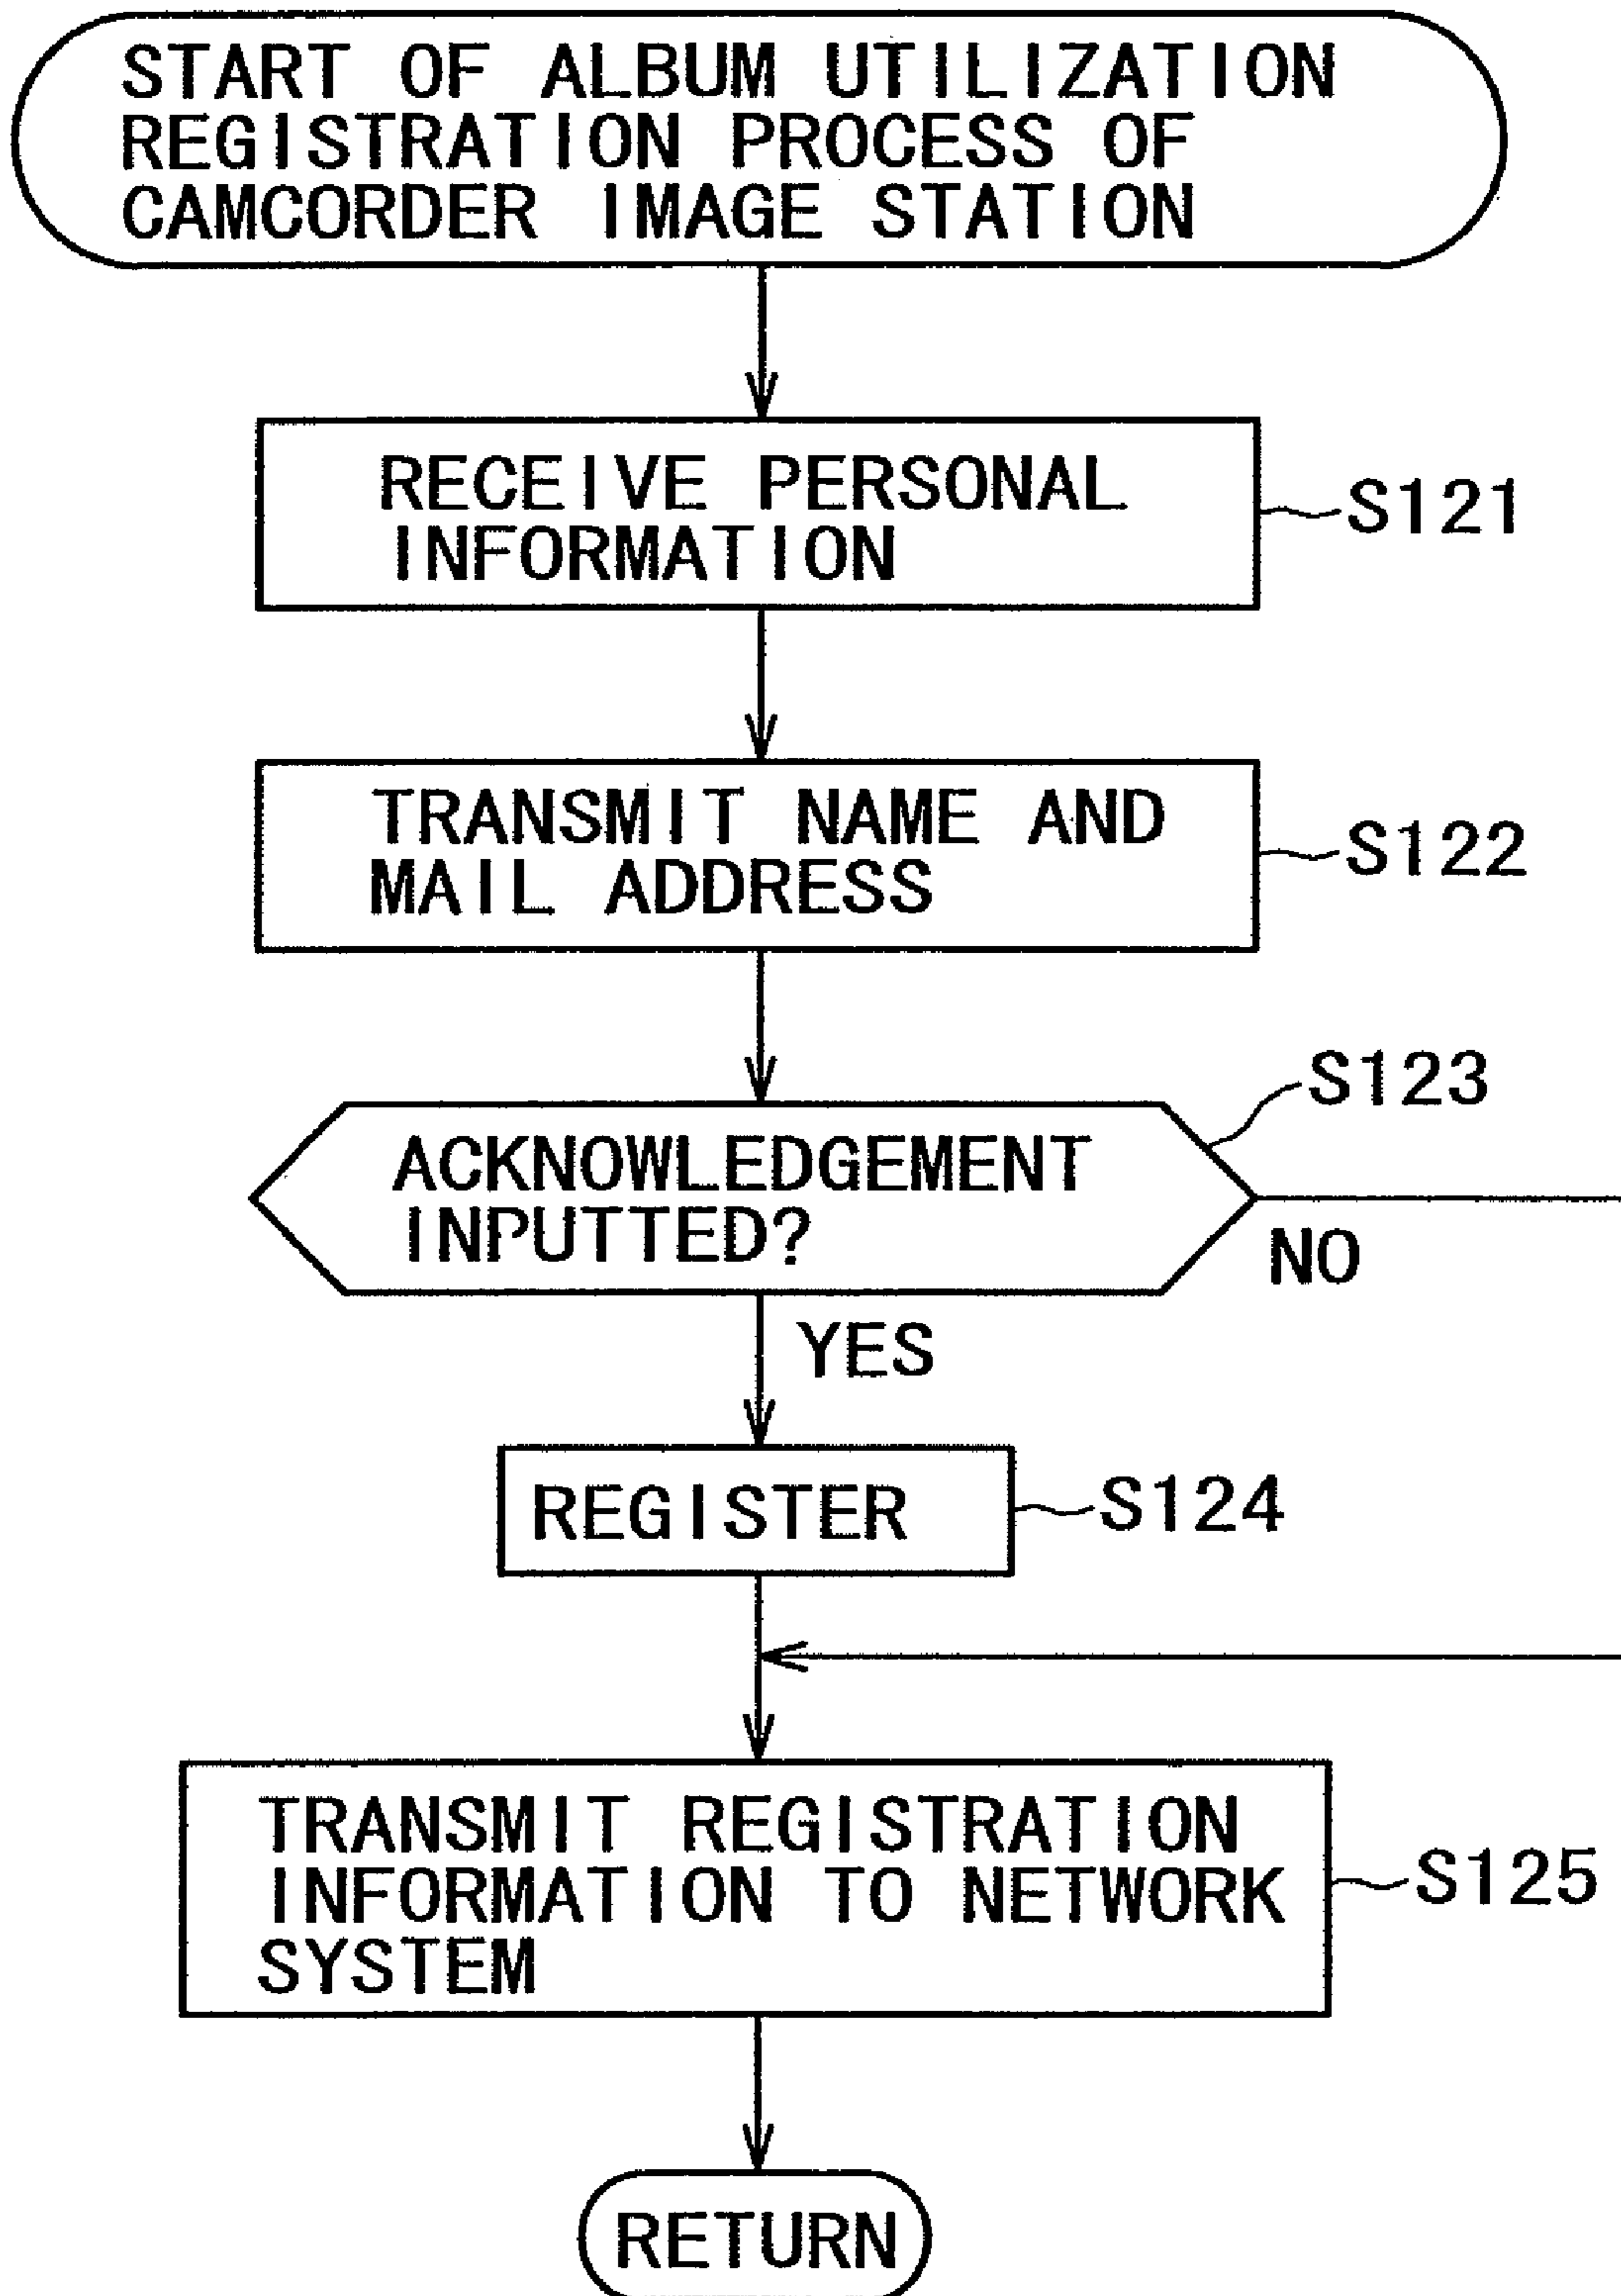 START OF ALBUM UTILIZATION
REGISTRATION PROCESS OF
CAMCORDER IMAGE STATION
RECEIVE PERSONAL
INFORMATION
S121
TRANSMIT NAME AND
MAIL ADDRESS
S122
S123
ACKNOWLEDGEMENT
INPUTTED?
NO
YES
REGISTER
S124
TRANSMIT REGISTRATION
INFORMATION TO NETWORK
SYSTEM
S125
RETURN